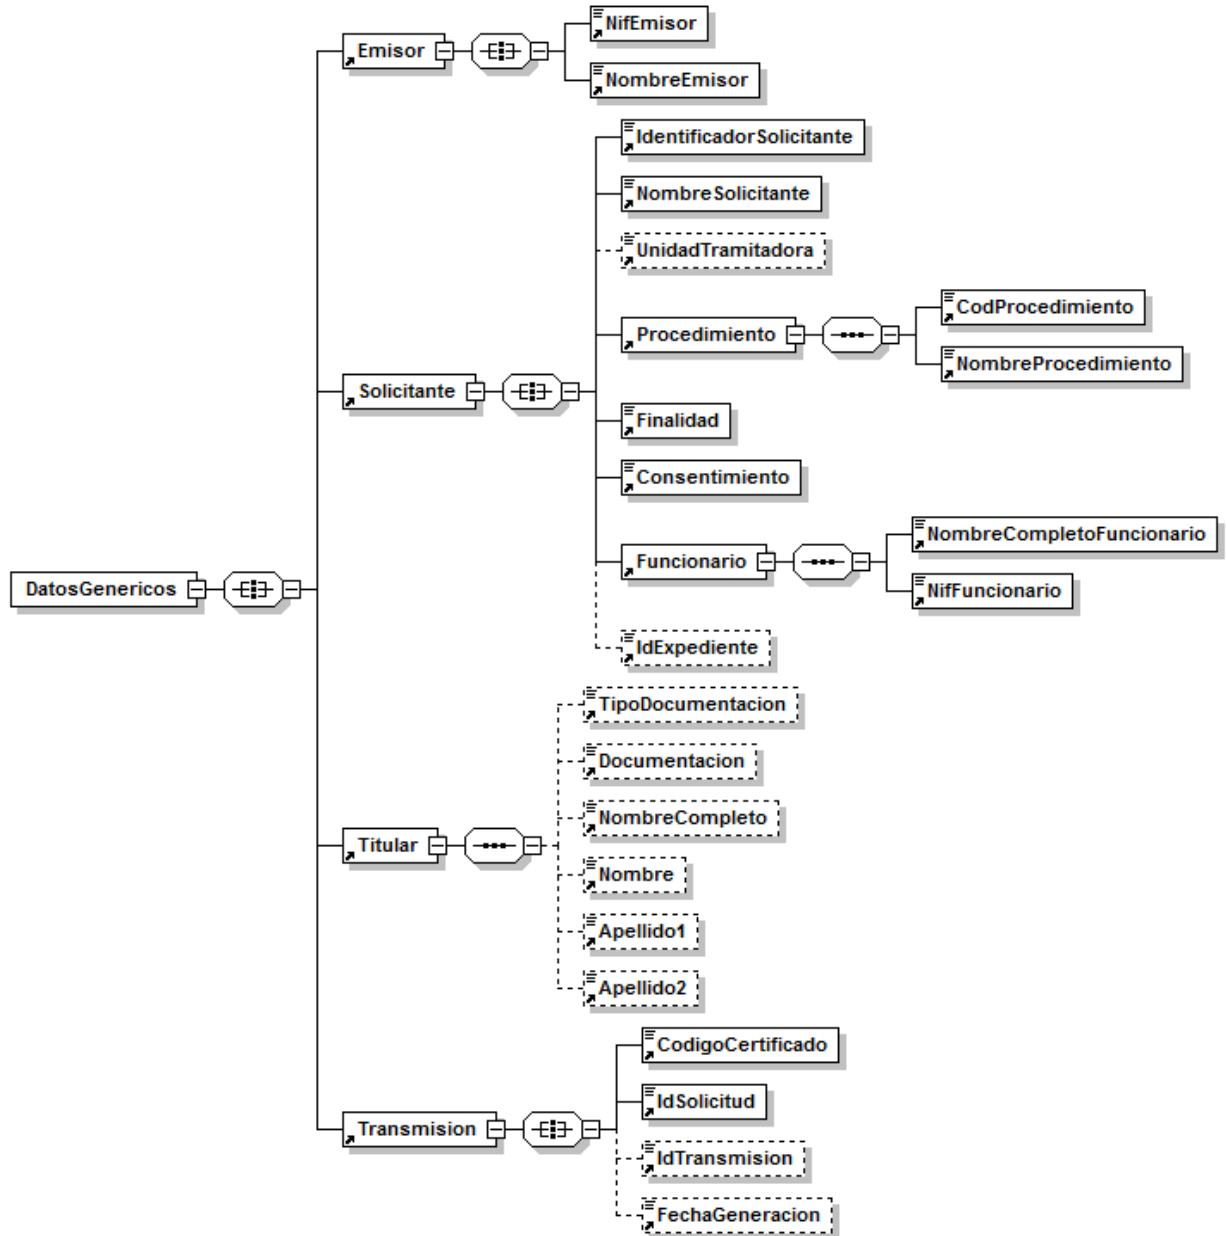 NifEmisor
Emisor
NombreEmisor
IdentificadorSolicitante
NombreSolicitante
UnidadTramitadora
CodProcedimiento
Procedimiento
NombreProcedimiento
Solicitante
Finalidad
Consentimiento
NombreCompletoFuncionario
Funcionario
DatosGenericos
NifFuncionario
IdExpediente
TipoDocumentacion
Documentacion
NombreCompleto
Titular
Nombre
Apellido1
Apellido2
CodigoCertificado
IdSolicitud
Transmision
IdTransmision
FechaGeneracion